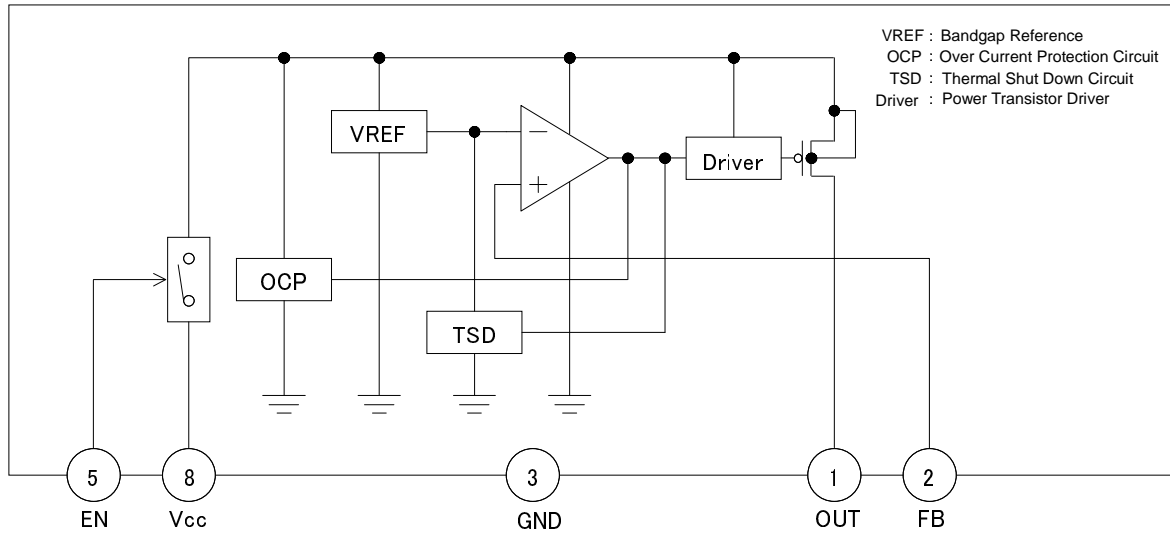 VREF : Bandgap Reference
OCP : Over Current Protection Circuit
TSD : Thermal Shut Down Circuit
Driver : Power Transistor Driver
VREF
−
+
Driver
OCP
TSD
5
8
3
1
2
EN
Vcc
GND
OUT
FB